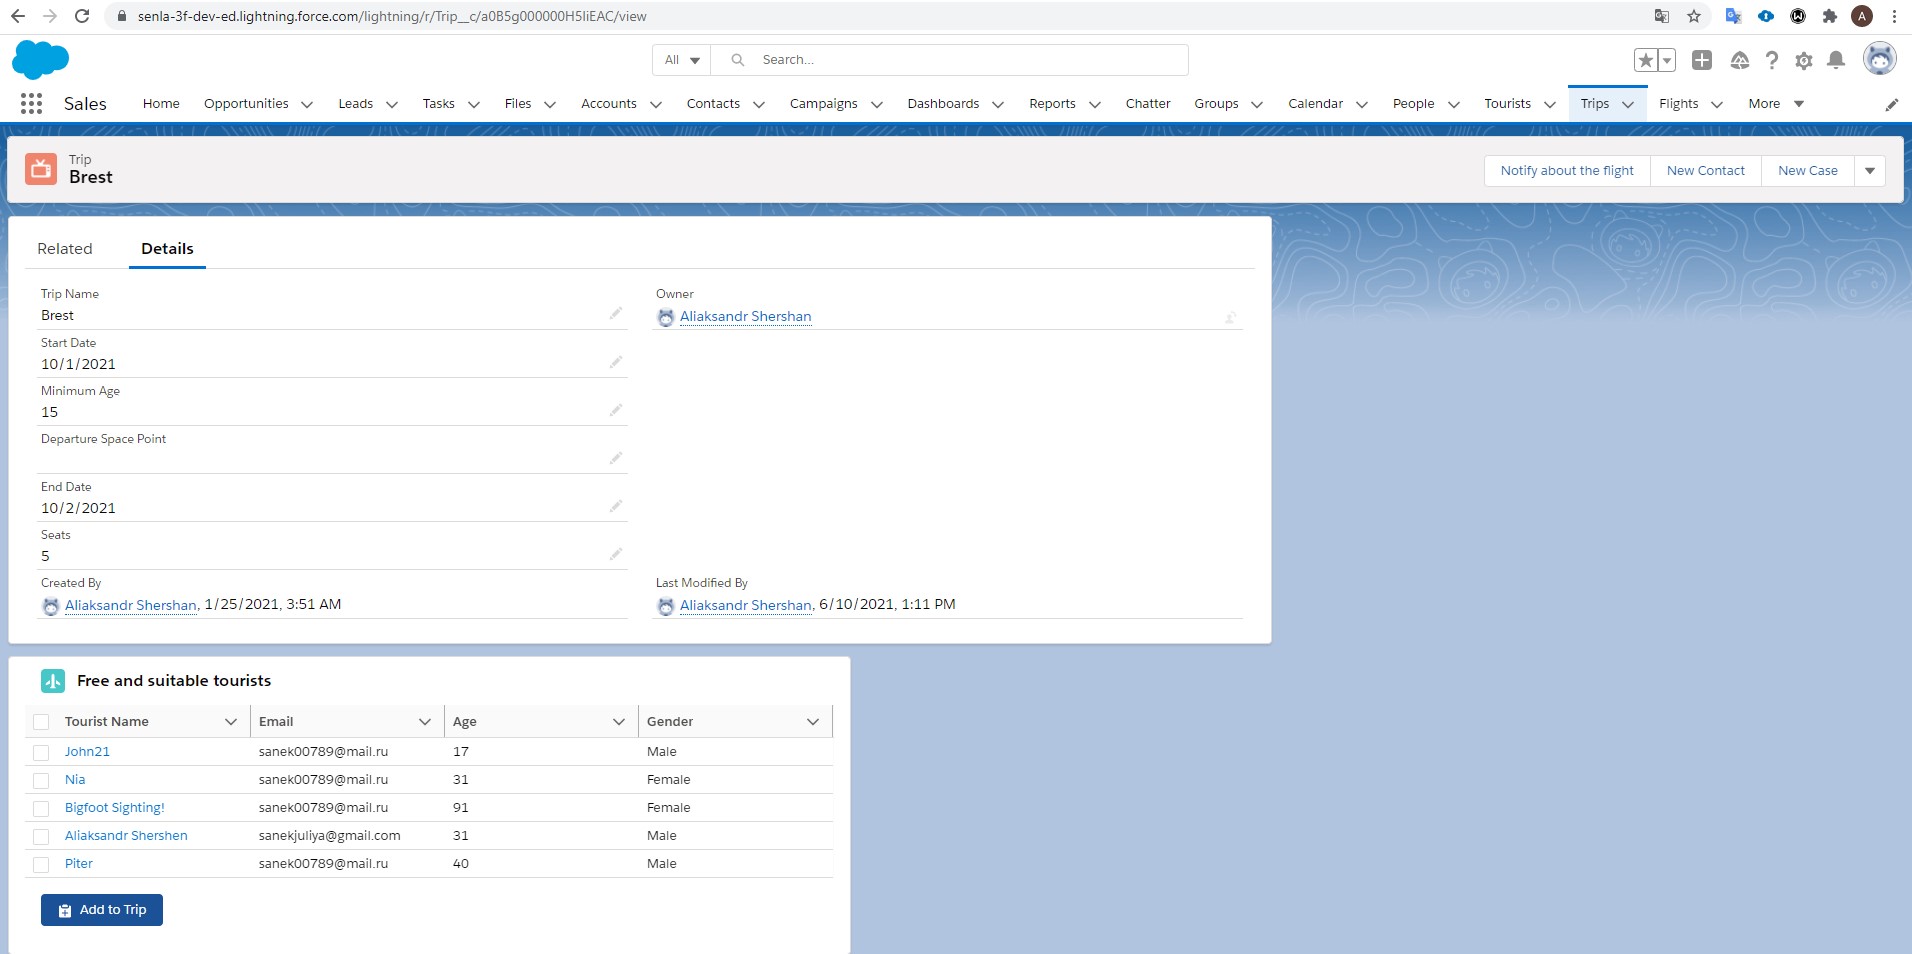 senla-3f-dev-ed.lightning.force.com/lightning/r/Trip__c/a0B5g000000H5IiEAC/view
A
All
Search...
Sales
Home
Opportunities
Leads
Tasks
Files
Accounts
Contacts
Campaigns
Dashboards
Reports
Chatter
Groups
Calendar
People
Tourists
Trips
Flights
More
Trip
Brest
Notify about the flight
New Contact
New Case
Related
Details
Trip Name
Brest
Owner
Aliaksandr Shershan
Start Date
10/1/2021
Minimum Age
15
Departure Space Point
End Date
10/2/2021
Seats
5
Created By
Aliaksandr Shershan, 1/25/2021, 3:51 AM
Last Modified By
Aliaksandr Shershan, 6/10/2021, 1:11 PM
Free and suitable tourists
Tourist Name Email Age Gender
John21 sanek00789@mail.ru 17 Male
Nia sanek00789@mail.ru 31 Female
Bigfoot Sighting! sanek00789@mail.ru 91 Female
Aliaksandr Shershen sanekjuliya@gmail.com 31 Male
Piter sanek00789@mail.ru 40 Male
Add to Trip